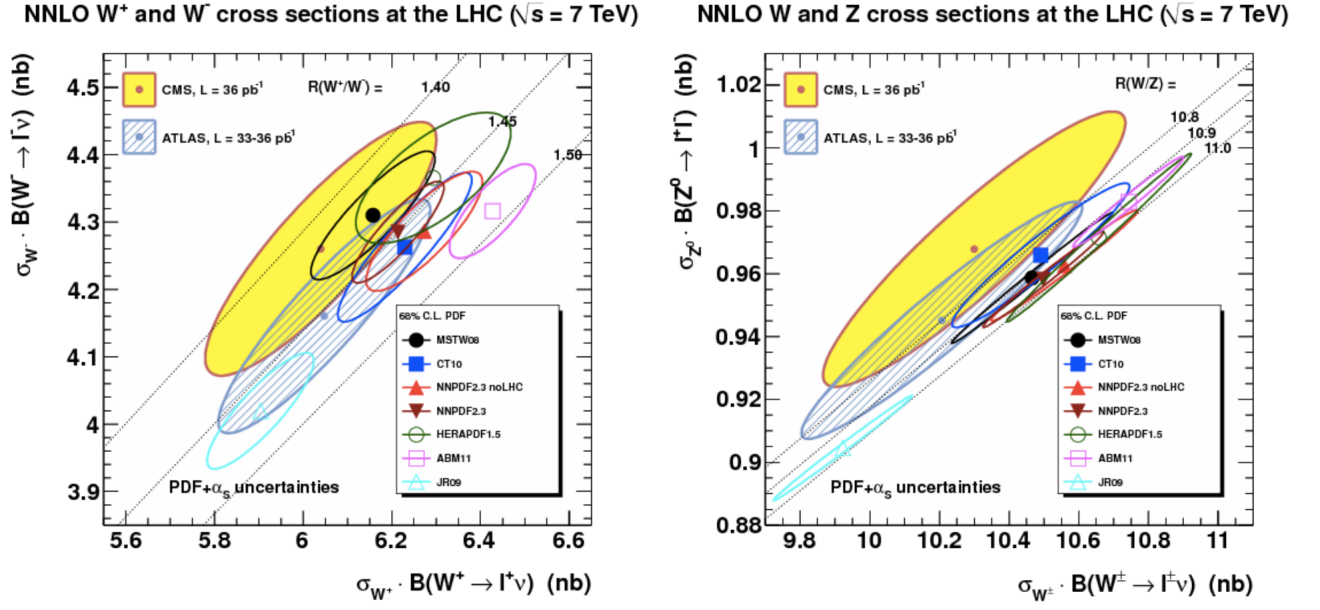 NNLO W⁺ and W⁻ cross sections at the LHC (√s = 7 TeV)
σ_W⁻ · B(W⁻ → l⁻ν) (nb)
4.5
4.4
4.3
4.2
4.1
4
3.9
CMS, L = 36 pb⁻¹
ATLAS, L = 33-36 pb⁻¹
R(W⁺/W⁻) =
1.40
1.45
1.50
68% C.L. PDF
MSTW08
CT10
NNPDF2.3 noLHC
NNPDF2.3
HERAPDF1.5
ABM11
JR09
PDF+α_S uncertainties
5.6 5.8 6 6.2 6.4 6.6
σ_W⁺ · B(W⁺ → l⁺ν) (nb)
NNLO W and Z cross sections at the LHC (√s = 7 TeV)
σ_Z⁰ · B(Z⁰ → l⁺l⁻) (nb)
1.02
1
0.98
0.96
0.94
0.92
0.9
0.88
CMS, L = 36 pb⁻¹
ATLAS, L = 33-36 pb⁻¹
R(W/Z) =
10.8
10.9
11.0
68% C.L. PDF
MSTW08
CT10
NNPDF2.3 noLHC
NNPDF2.3
HERAPDF1.5
ABM11
JR09
PDF+α_S uncertainties
9.8 10 10.2 10.4 10.6 10.8 11
σ_W± · B(W± → l±ν) (nb)